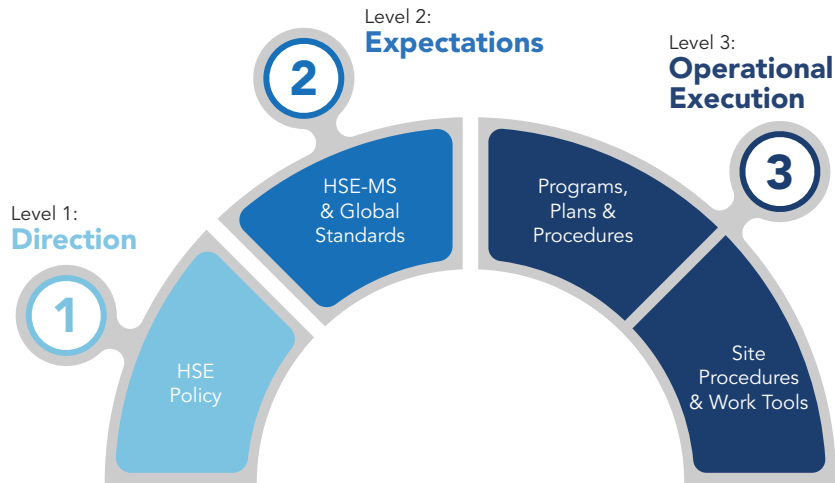 Level 1:
Direction
1
HSE
Policy
Level 2:
Expectations
2
HSE-MS
& Global
Standards
Level 3:
Operational
Execution
3
Programs,
Plans &
Procedures
Site
Procedures
& Work Tools